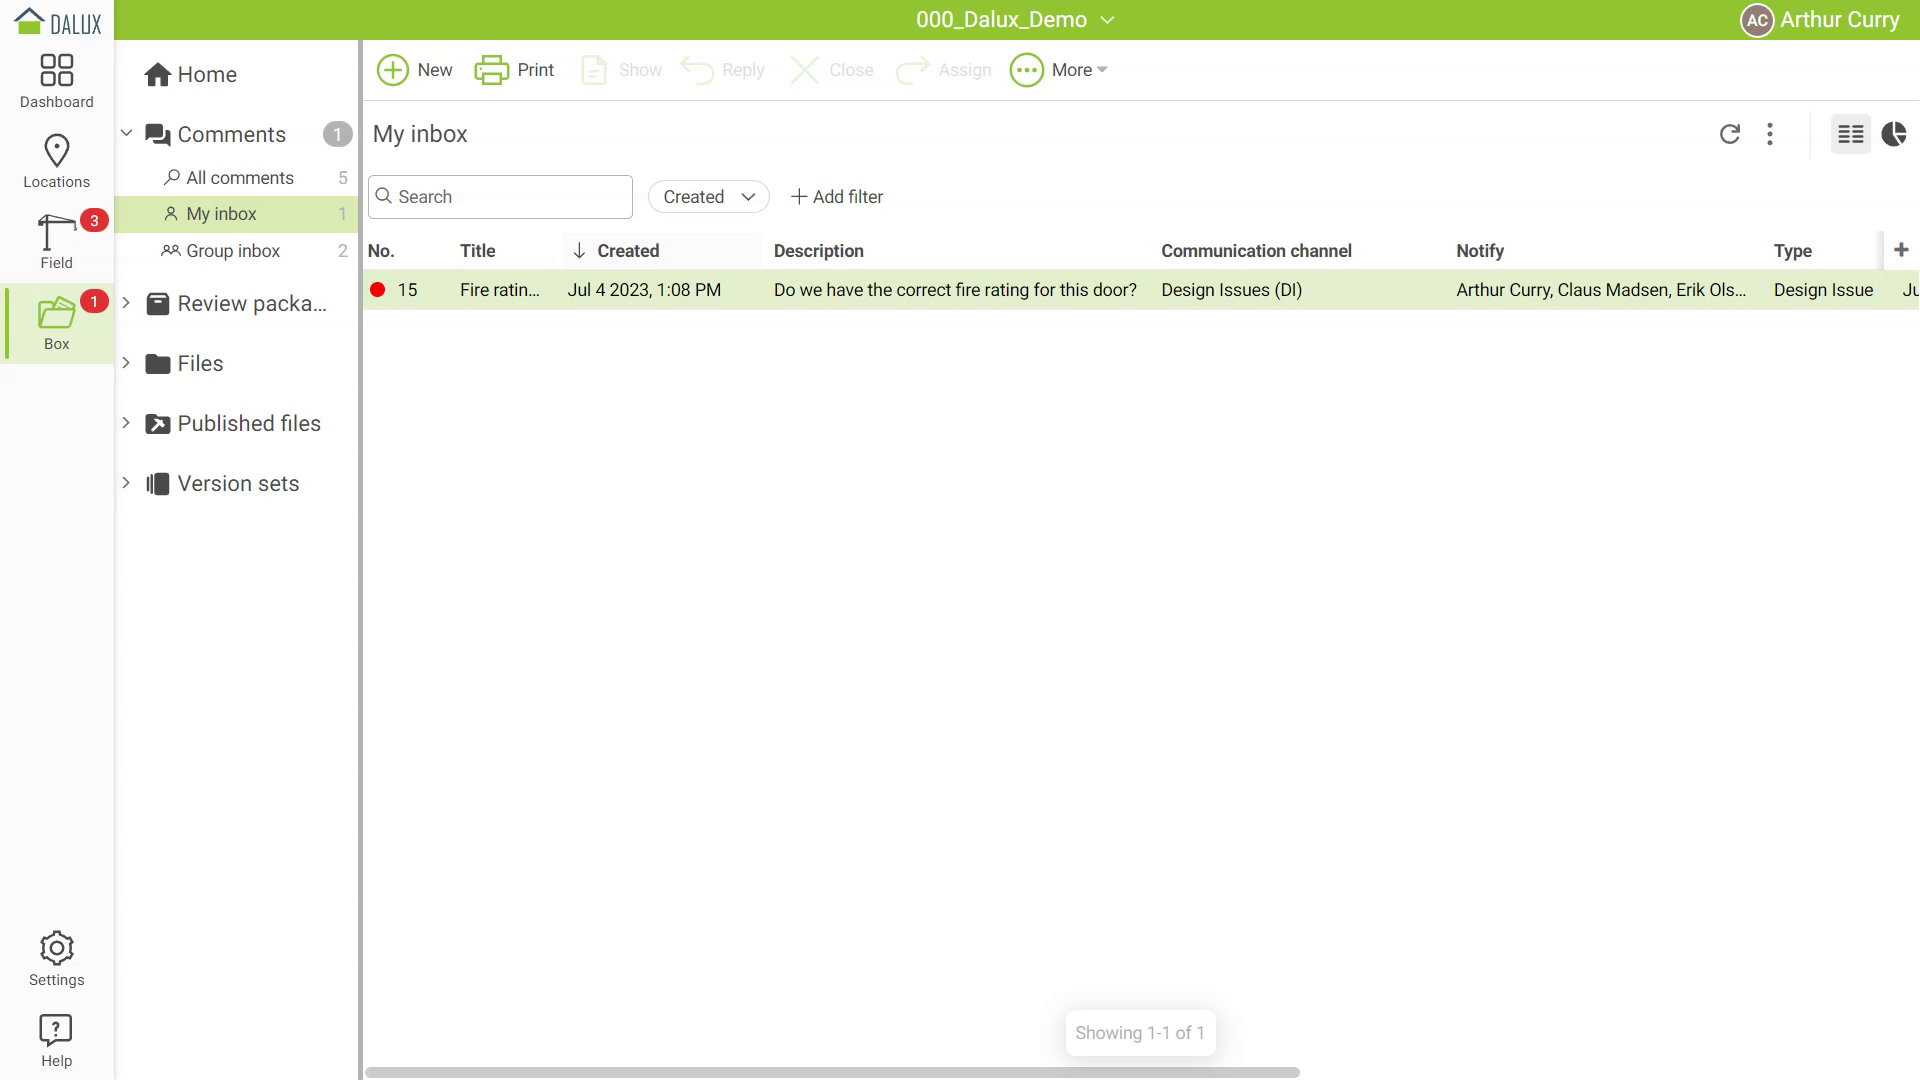 DALUX
000_Dalux_Demo
AC Arthur Curry
Dashboard
Locations
3
Field
1
Box
Settings
Help
Home
Comments 1
All comments 5
My inbox 1
Group inbox 2
Review packa...
Files
Published files
Version sets
New Print Show Reply Close Assign More
My inbox
Search Created + Add filter
No. Title Created Description Communication channel Notify Type +
15 Fire ratin... Jul 4 2023, 1:08 PM Do we have the correct fire rating for this door? Design Issues (DI) Arthur Curry, Claus Madsen, Erik Ols... Design Issue Ju
Showing 1-1 of 1